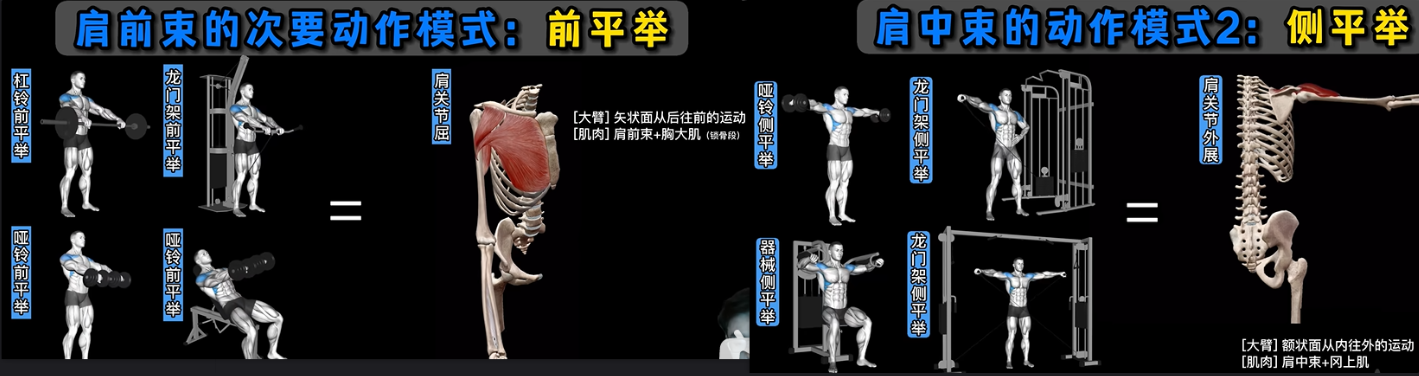 肩前束的次要动作模式：前平举
杠铃前平举
龙门架前平举
哑铃前平举
哑铃前平举
=
肩关节屈
[大臂] 矢状面从后往前的运动
[肌肉] 肩前束+胸大肌（锁骨段）
肩中束的动作模式2：侧平举
哑铃侧平举
龙门架侧平举
器械侧平举
龙门架侧平举
=
肩关节外展
[大臂] 额状面从内往外的运动
[肌肉] 肩中束+冈上肌